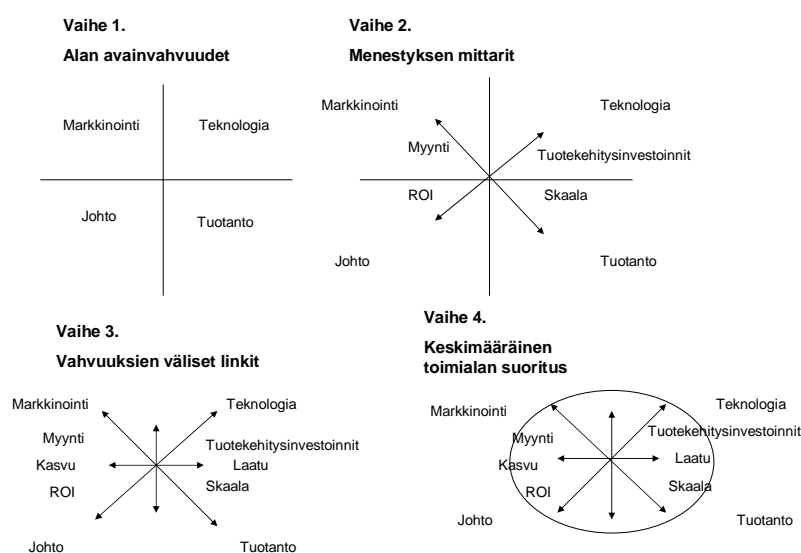 Vaihe 1.
Alan avainvahvuudet
Markkinointi
Teknologia
Johto
Tuotanto
Vaihe 2.
Menestyksen mittarit
Markkinointi
Teknologia
Myynti
Tuotekehitysinvestoinnit
ROI
Skaala
Johto
Tuotanto
Vaihe 3.
Vahvuuksien väliset linkit
Markkinointi
Teknologia
Myynti
Tuotekehitysinvestoinnit
Kasvu
Laatu
ROI
Skaala
Johto
Tuotanto
Vaihe 4.
Keskimääräinen
toimialan suoritus
Markkinointi
Teknologia
Myynti
Tuotekehitysinvestoinnit
Kasvu
Laatu
ROI
Skaala
Johto
Tuotanto